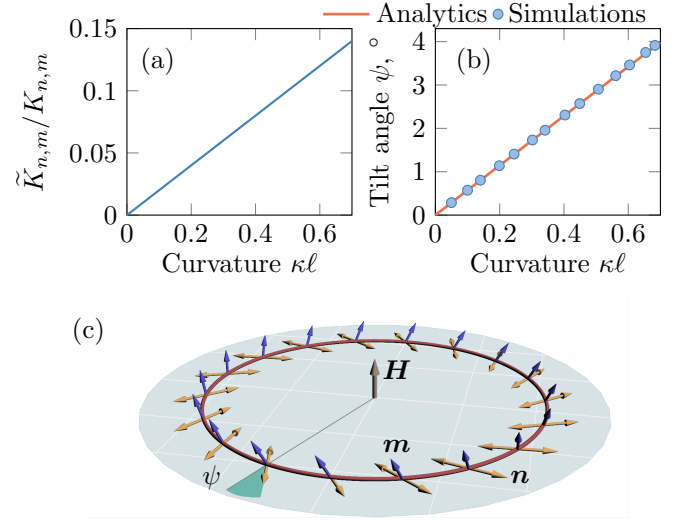 Analytics Simulations
(a)
K̃n,m/Kn,m
0.15
0.1
0.05
0
0 0.2 0.4 0.6
Curvature κℓ
(b)
Tilt angle ψ, °
4
3
2
1
0
0 0.2 0.4 0.6
Curvature κℓ
(c)
H
m
n
ψ